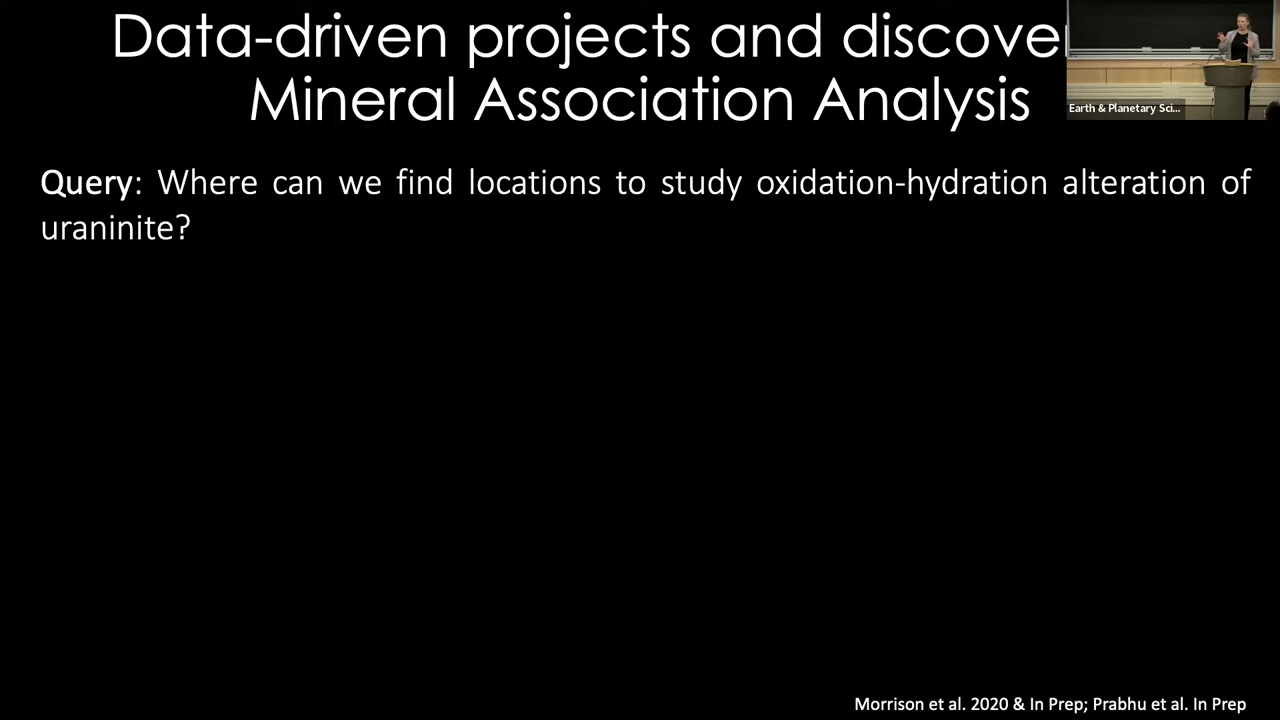 Data-driven projects and discove
Mineral Association Analysis
Earth & Planetary Sci...
Query: Where can we find locations to study oxidation-hydration alteration of
uraninite?
Morrison et al. 2020 & In Prep; Prabhu et al. In Prep